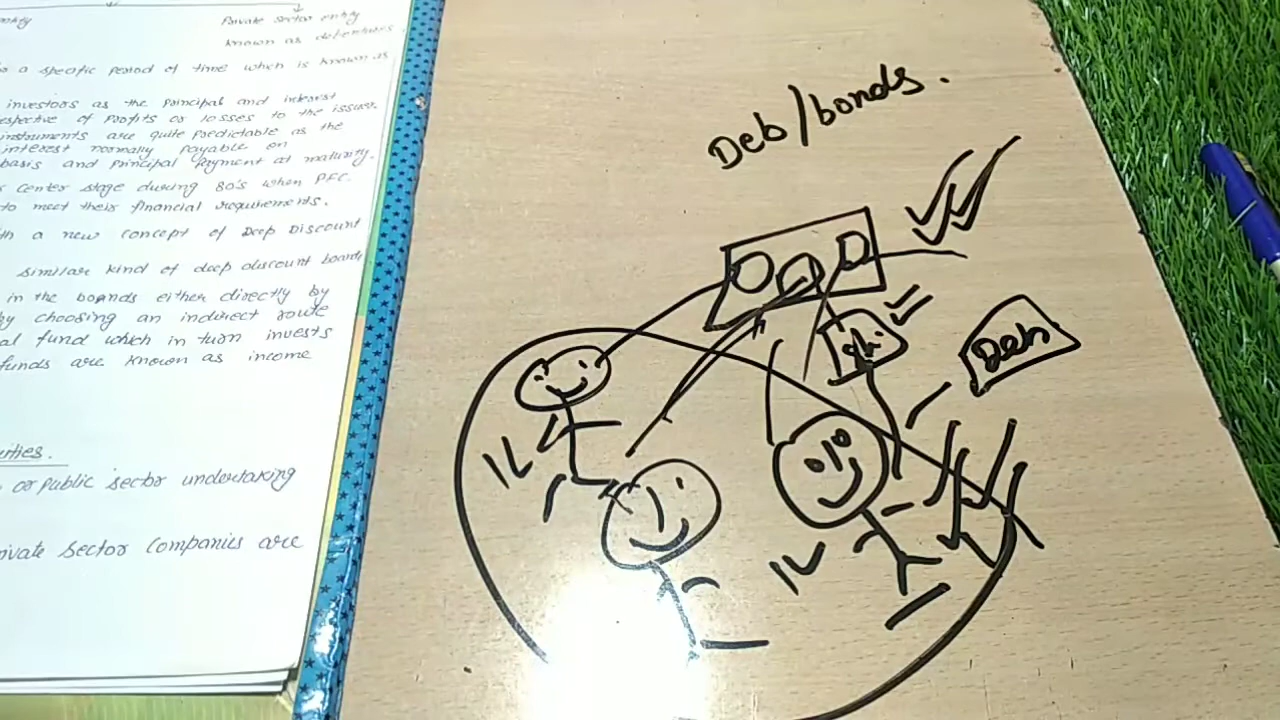 Private sector entity
known as debentures
a specific period of time which is known as
investors as the principal and interest
of profits or losses to the issuer.
instruments are quite predictable as the
interest normally payable on
basis and principal payment at maturity.
center stage during 80's when PFC
to meet their financial requirements.
a new concept of Deep Discount
similar kind of deep discount bonds
in the boands either directly by
by choosing an indirect route
fund which in turn invests
funds are known as income
or public sector undertaking
sector companies are
Deb/bonds.
Deb
1L
1L